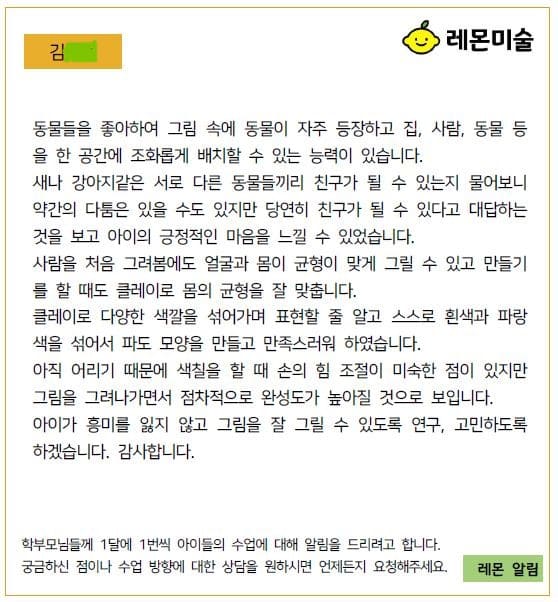 김
레몬미술
동물들을 좋아하여 그림 속에 동물이 자주 등장하고 집, 사람, 동물 등
을 한 공간에 조화롭게 배치할 수 있는 능력이 있습니다.
새나 강아지같은 서로 다른 동물들끼리 친구가 될 수 있는지 물어보니
약간의 다툼은 있을 수도 있지만 당연히 친구가 될 수 있다고 대답하는
것을 보고 아이의 긍정적인 마음을 느낄 수 있었습니다.
사람을 처음 그려봄에도 얼굴과 몸이 균형이 맞게 그릴 수 있고 만들기
를 할 때도 클레이로 몸의 균형을 잘 맞춥니다.
클레이로 다양한 색깔을 섞어가며 표현할 줄 알고 스스로 흰색과 파랑
색을 섞어서 파도 모양을 만들고 만족스러워 하였습니다.
아직 어리기 때문에 색칠을 할 때 손의 힘 조절이 미숙한 점이 있지만
그림을 그려나가면서 점차적으로 완성도가 높아질 것으로 보입니다.
아이가 흥미를 잃지 않고 그림을 잘 그릴 수 있도록 연구, 고민하도록
하겠습니다. 감사합니다.
학부모님들께 1달에 1번씩 아이들의 수업에 대해 알림을 드리려고 합니다.
궁금하신 점이나 수업 방향에 대한 상담을 원하시면 언제든지 요청해주세요.
레몬 알림